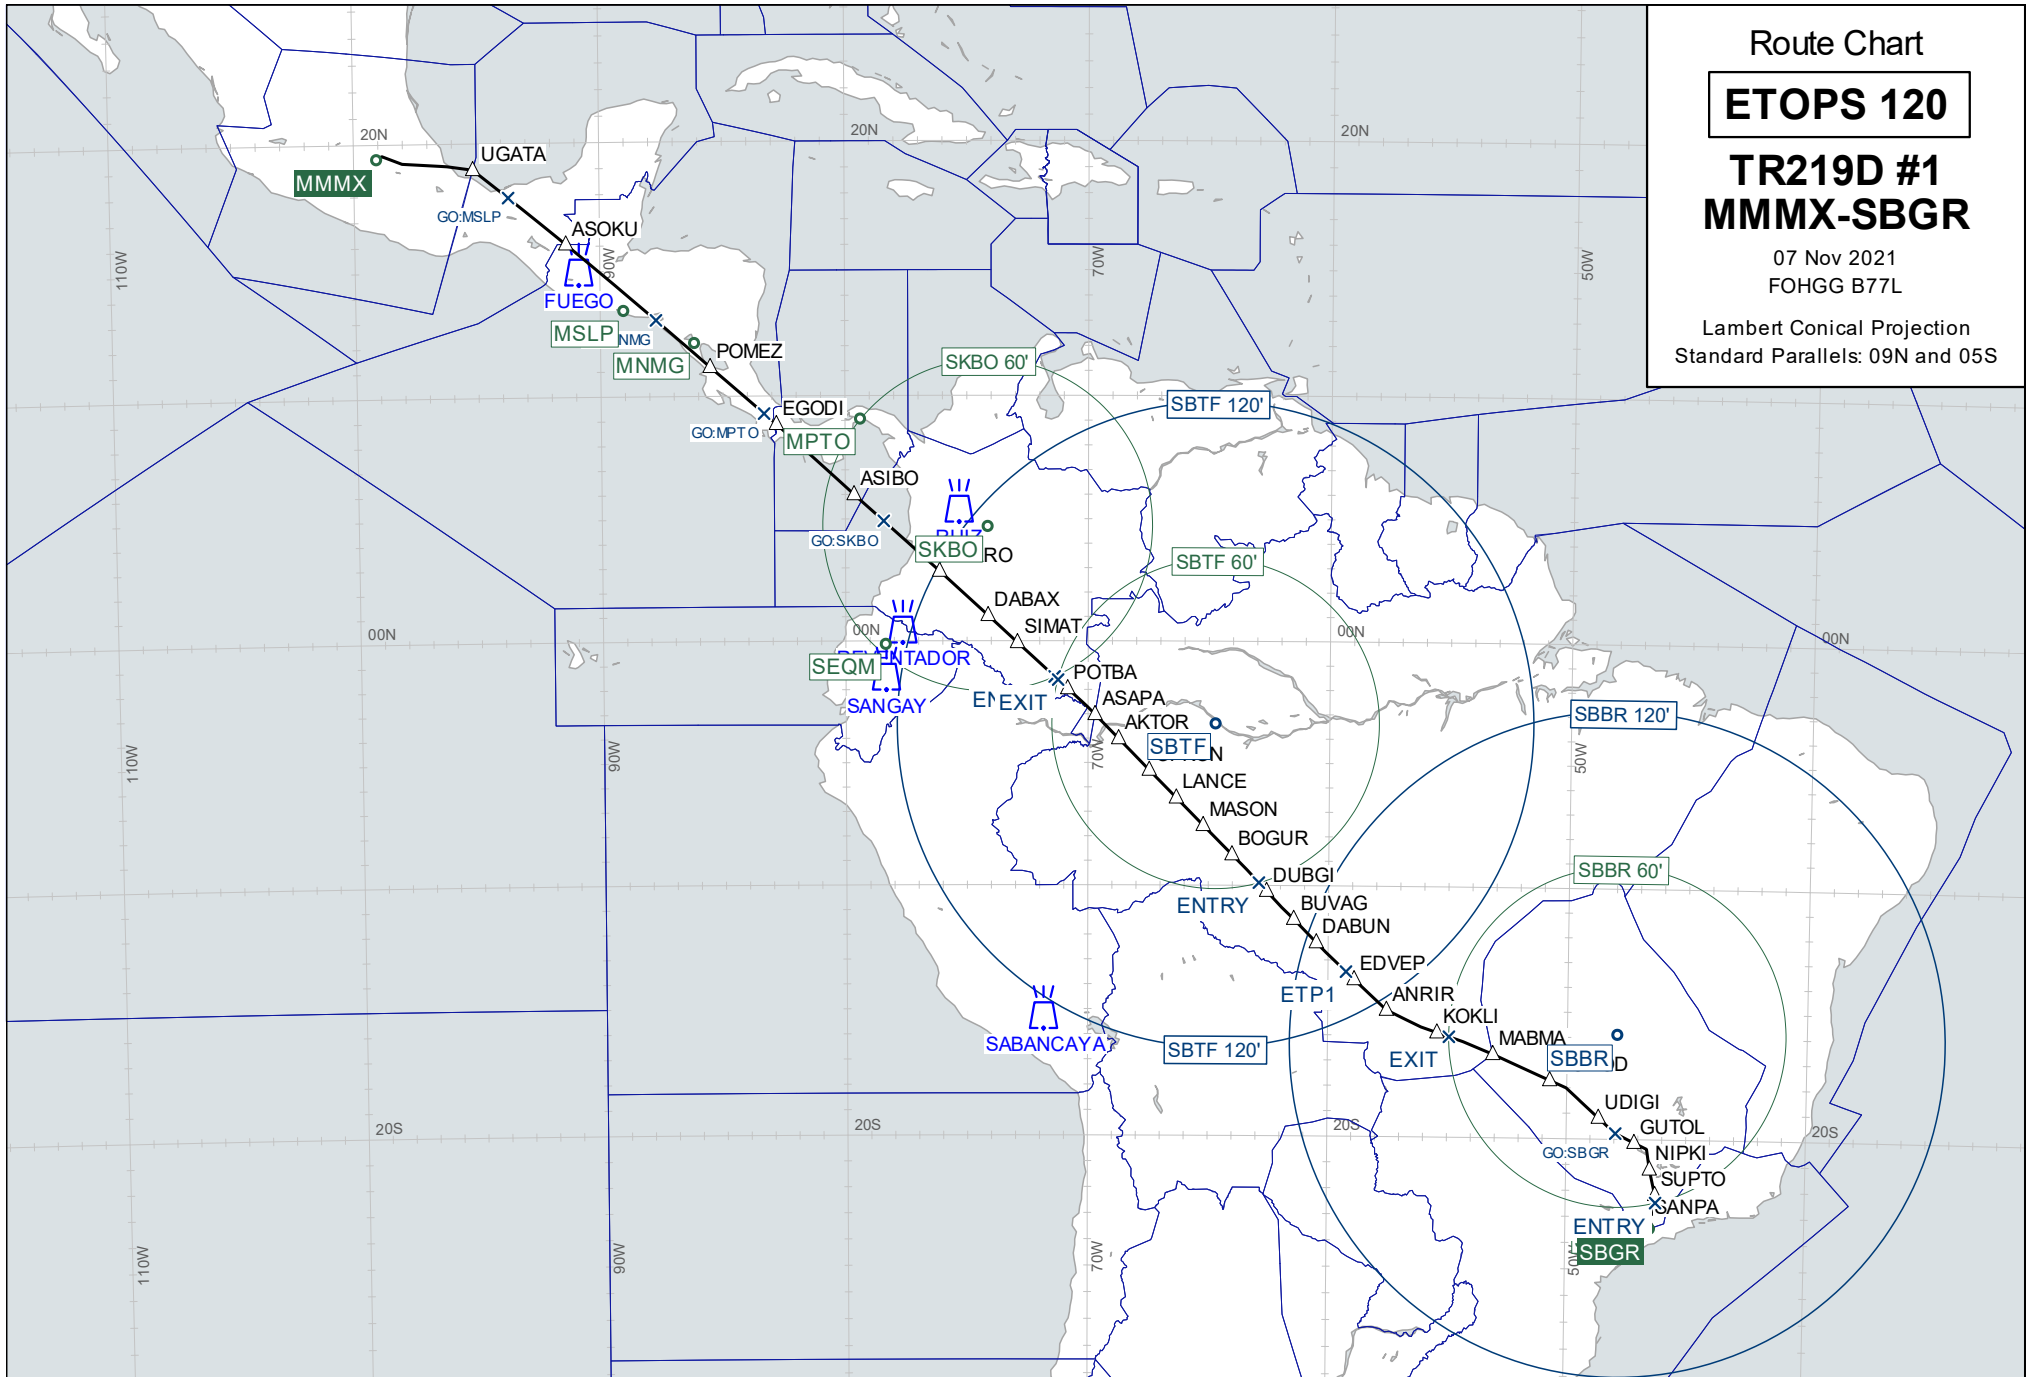 Route Chart
ETOPS 120
TR219D #1
MMMX-SBGR
07 Nov 2021
FOHGG B77L
Lambert Conical Projection
Standard Parallels: 09N and 05S
20N
20N
20N
UGATA
MMMX
GO:MSLP
ASOKU
110W
90W
70W
50W
FUEGO
MSLP
NMG
MNMG
POMEZ
SKBO 60'
EGODI
SBTF 120'
GO:MPTO
MPTO
ASIBO
GO:SKBO
SKBO
RO
SBTF 60'
DABAX
SIMAT
00N
00N
00N
00N
SEQM
SANGAY
EXIT
POTBA
ASAPA
AKTOR
SBTF
SBBR 120'
110W
90W
70W
50W
LANCE
MASON
BOGUR
DUBGI
SBBR 60'
ENTRY
BUVAG
DABUN
EDVEP
ETP1
ANRIR
KOKLI
SABANCAYA
SBTF 120'
EXIT
MABMA
SBBR
D
UDIGI
GUTOL
20S
20S
20S
20S
GO:SBGR
NIPKI
SUPTO
SANPA
ENTRY
SBGR
110W
90W
70W
50W